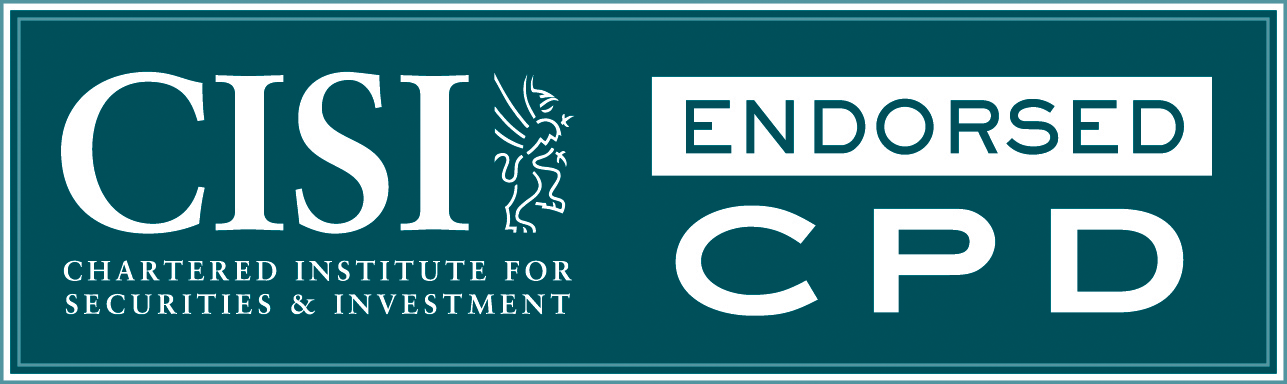 CISI
CHARTERED INSTITUTE FOR
SECURITIES & INVESTMENT
ENDORSED
CPD